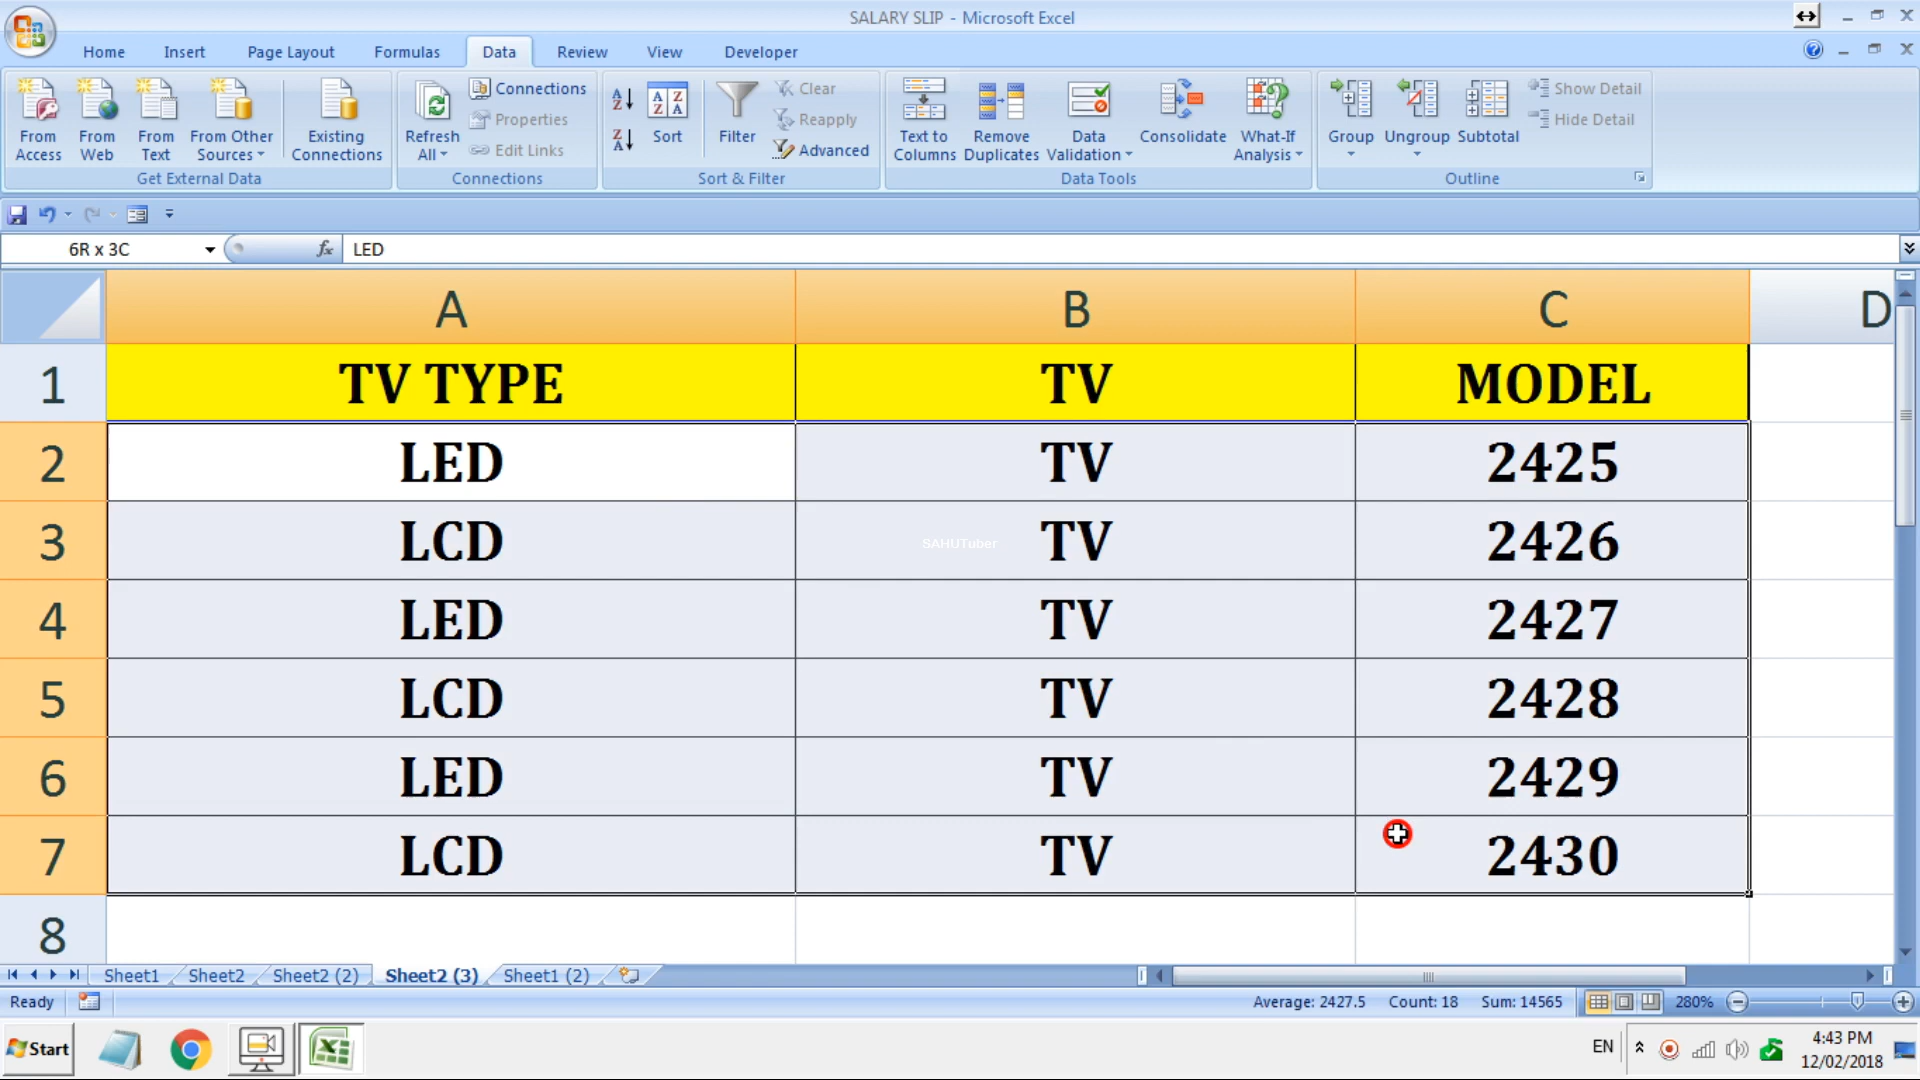 SALARY SLIP - Microsoft Excel
Home Insert Page Layout Formulas Data Review View Developer
From Access
From Web
From Text
From Other Sources
Existing Connections
Get External Data
Refresh All
Connections
Properties
Edit Links
Connections
Sort
Filter
Clear
Reapply
Advanced
Sort & Filter
Text to Columns
Remove Duplicates
Data Validation
Consolidate
What-If Analysis
Data Tools
Group
Ungroup
Subtotal
Show Detail
Hide Detail
Outline
6R x 3C fx LED
A B C D
1 TV TYPE TV MODEL
2 LED TV 2425
3 LCD TV 2426
SAHUTuber
4 LED TV 2427
5 LCD TV 2428
6 LED TV 2429
7 LCD TV 2430
8
Sheet1 Sheet2 Sheet2 (2) Sheet2 (3) Sheet1 (2)
Ready Average: 2427.5 Count: 18 Sum: 14565 280%
Start EN 4:43 PM
12/02/2018